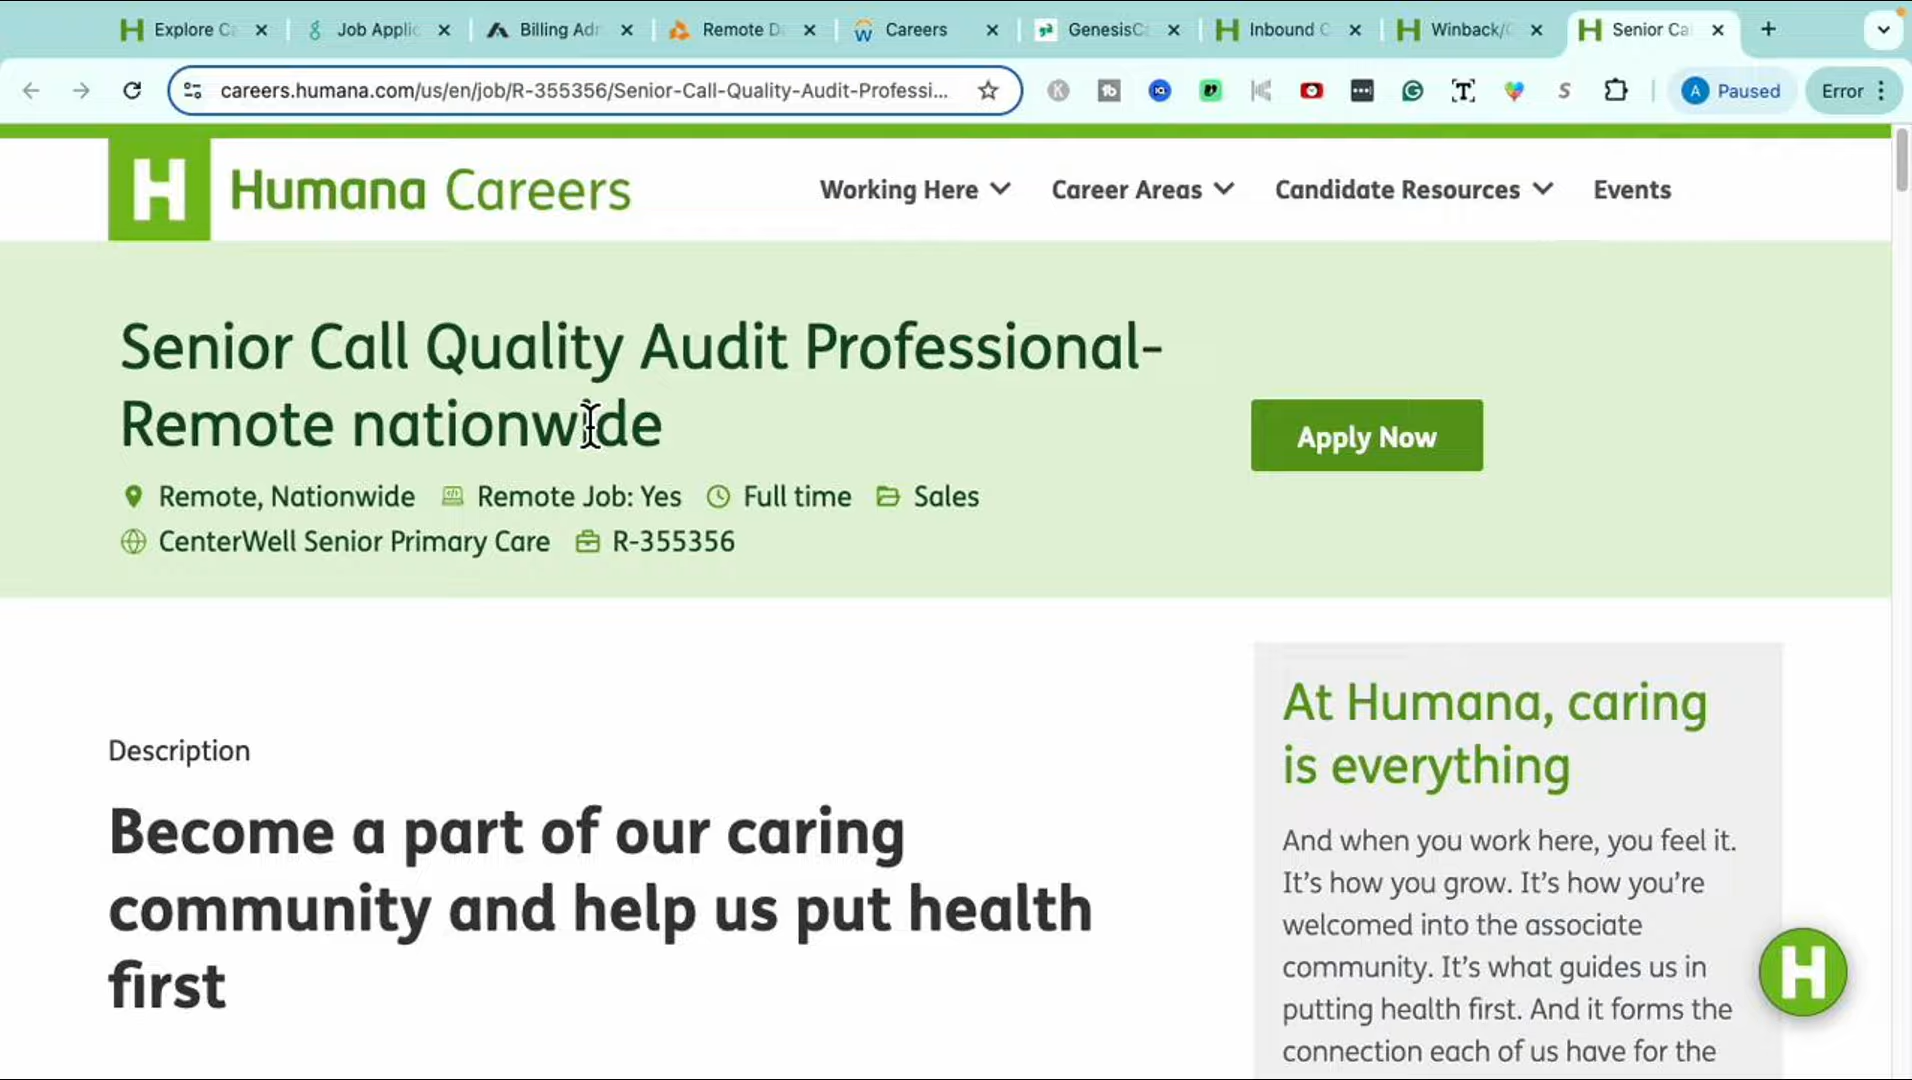 Explore C
Job Applic
Billing Adr
Remote D
Careers
GenesisC
Inbound C
Winback/
Senior Ca
careers.humana.com/us/en/job/R-355356/Senior-Call-Quality-Audit-Professi...
Paused
Error
H
Humana Careers
Working Here
Career Areas
Candidate Resources
Events
Senior Call Quality Audit Professional-
Remote nationwide
Apply Now
Remote, Nationwide
Remote Job: Yes
Full time
Sales
CenterWell Senior Primary Care
R-355356
Description
Become a part of our caring
community and help us put health
first
At Humana, caring
is everything
And when you work here, you feel it.
It's how you grow. It's how you're
welcomed into the associate
community. It's what guides us in
putting health first. And it forms the
connection each of us have for the
H